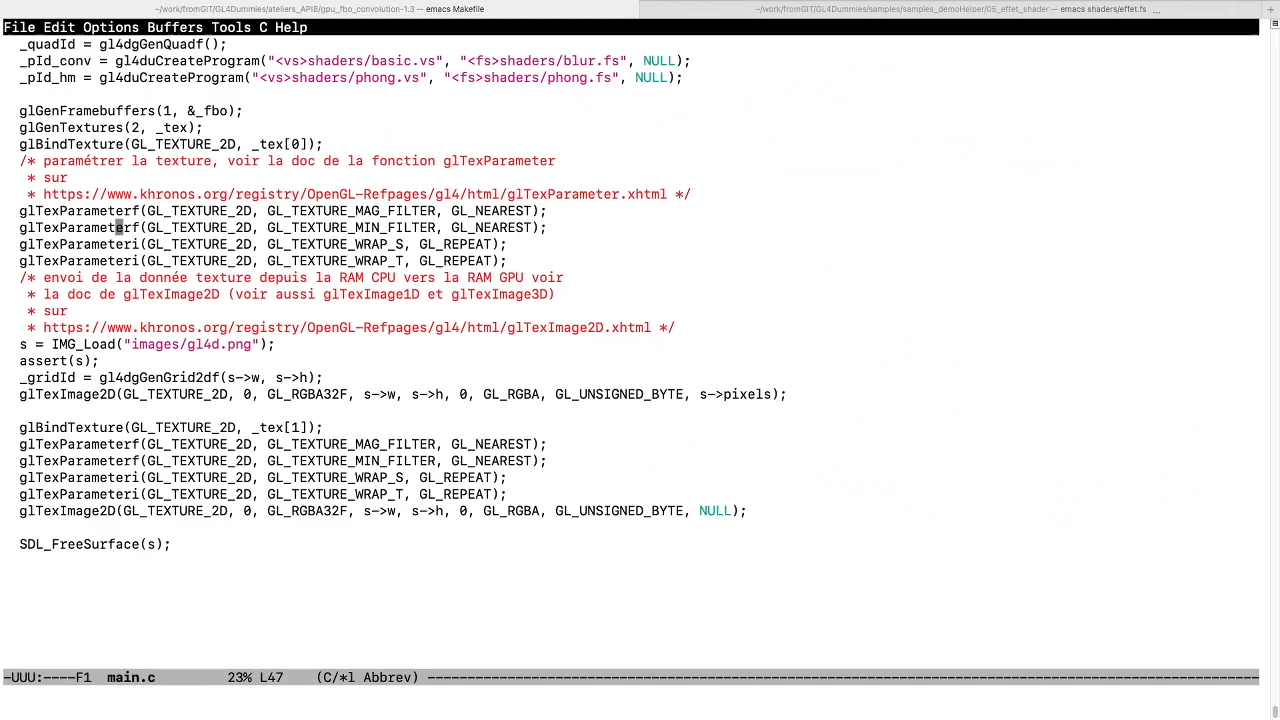 ~/work/fromGIT/GL4Dummies/ateliers_API8/gpu_fbo_convolution-1.3 — emacs Makefile
~/work/fromGIT/GL4Dummies/samples/samples_demoHelper/05_effet_shader — emacs shaders/effet.fs ...
File Edit Options Buffers Tools C Help
_quadId = gl4dgGenQuadf();
_pId_conv = gl4duCreateProgram("<vs>shaders/basic.vs", "<fs>shaders/blur.fs", NULL);
_pId_hm = gl4duCreateProgram("<vs>shaders/phong.vs", "<fs>shaders/phong.fs", NULL);
glGenFramebuffers(1, &_fbo);
glGenTextures(2, _tex);
glBindTexture(GL_TEXTURE_2D, _tex[0]);
/* paramétrer la texture, voir la doc de la fonction glTexParameter
* sur
* https://www.khronos.org/registry/OpenGL-Refpages/gl4/html/glTexParameter.xhtml */
glTexParameterf(GL_TEXTURE_2D, GL_TEXTURE_MAG_FILTER, GL_NEAREST);
glTexParameterf(GL_TEXTURE_2D, GL_TEXTURE_MIN_FILTER, GL_NEAREST);
glTexParameteri(GL_TEXTURE_2D, GL_TEXTURE_WRAP_S, GL_REPEAT);
glTexParameteri(GL_TEXTURE_2D, GL_TEXTURE_WRAP_T, GL_REPEAT);
/* envoi de la donnée texture depuis la RAM CPU vers la RAM GPU voir
* la doc de glTexImage2D (voir aussi glTexImage1D et glTexImage3D)
* sur
* https://www.khronos.org/registry/OpenGL-Refpages/gl4/html/glTexImage2D.xhtml */
s = IMG_Load("images/gl4d.png");
assert(s);
_gridId = gl4dgGenGrid2df(s->w, s->h);
glTexImage2D(GL_TEXTURE_2D, 0, GL_RGBA32F, s->w, s->h, 0, GL_RGBA, GL_UNSIGNED_BYTE, s->pixels);
glBindTexture(GL_TEXTURE_2D, _tex[1]);
glTexParameterf(GL_TEXTURE_2D, GL_TEXTURE_MAG_FILTER, GL_NEAREST);
glTexParameterf(GL_TEXTURE_2D, GL_TEXTURE_MIN_FILTER, GL_NEAREST);
glTexParameteri(GL_TEXTURE_2D, GL_TEXTURE_WRAP_S, GL_REPEAT);
glTexParameteri(GL_TEXTURE_2D, GL_TEXTURE_WRAP_T, GL_REPEAT);
glTexImage2D(GL_TEXTURE_2D, 0, GL_RGBA32F, s->w, s->h, 0, GL_RGBA, GL_UNSIGNED_BYTE, NULL);
SDL_FreeSurface(s);
-UUU:----F1 main.c 23% L47 (C/*l Abbrev) ----------